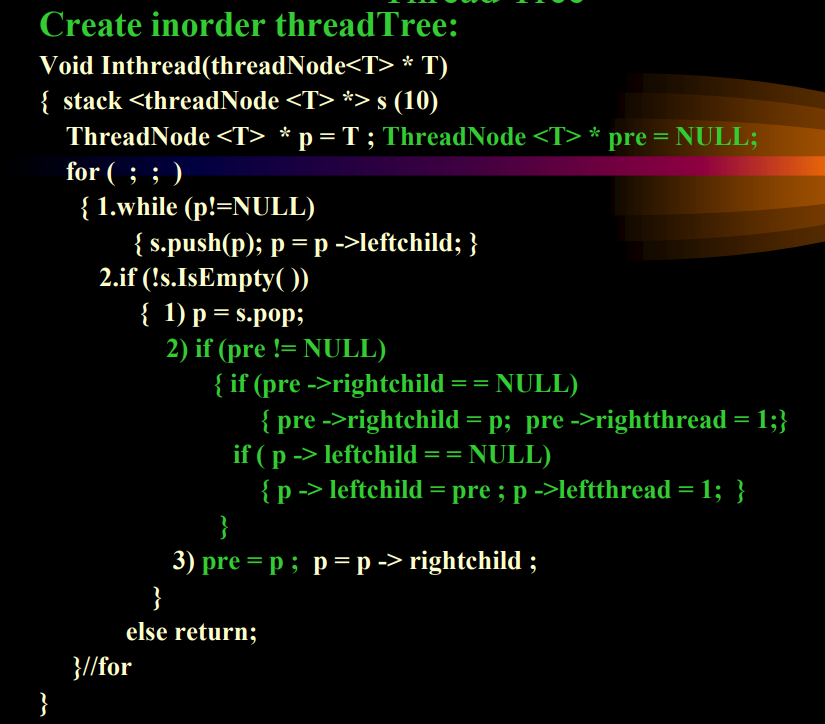 Thread Tree
Create inorder threadTree:
Void Inthread(threadNode<T> * T)
{ stack <threadNode <T> *> s (10)
ThreadNode <T> * p = T ; ThreadNode <T> * pre = NULL;
for ( ; ; )
{ 1.while (p!=NULL)
{ s.push(p); p = p ->leftchild; }
2.if (!s.IsEmpty( ))
{ 1) p = s.pop;
2) if (pre != NULL)
{ if (pre ->rightchild = = NULL)
{ pre ->rightchild = p; pre ->rightthread = 1;}
if ( p -> leftchild = = NULL)
{ p -> leftchild = pre ; p ->leftthread = 1; }
}
3) pre = p ; p = p -> rightchild ;
}
else return;
}//for
}